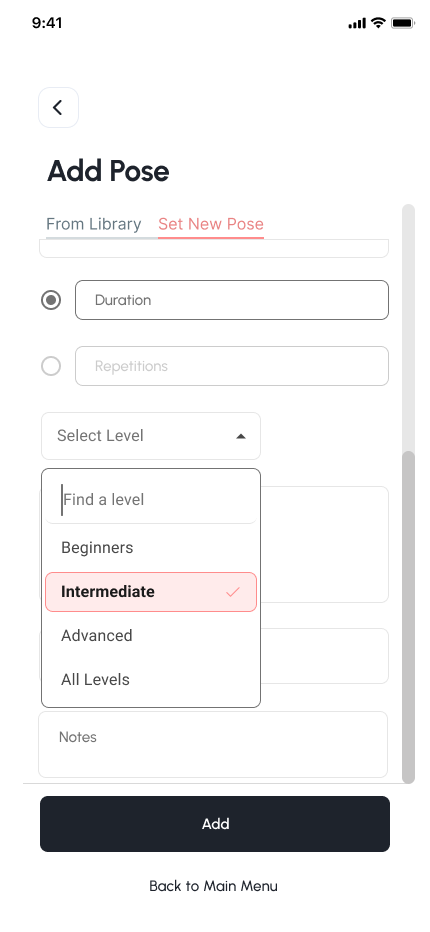 9:41
Add Pose
From Library Set New Pose
Duration
Repetitions
Select Level
Find a level
Beginners
Intermediate
Advanced
All Levels
Notes
Add
Back to Main Menu